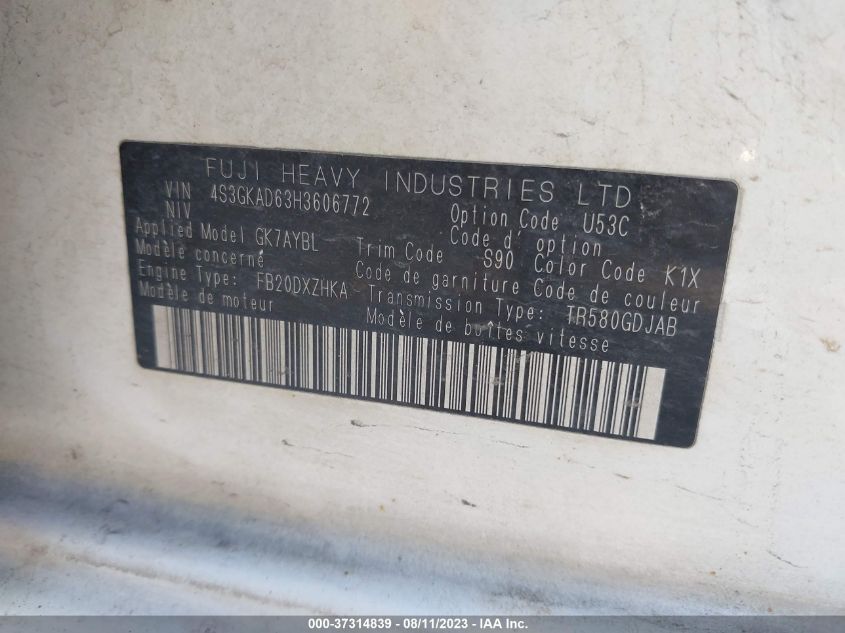 FUJI HEAVY INDUSTRIES LTD.
VIN 4S3GKAD63H3606772 Option Code U53C
NIV Code d' option
Applied Model GK7AYBL Trim Code S90 Color Code K1X
Modèle concerné Code de garniture Code de couleur
Engine Type: FB20DXZHKA Transmission Type: TR580GDJAB
Modèle de moteur Modèle de boîtes vitesse
000-37314839 - 08/11/2023 - IAA Inc.